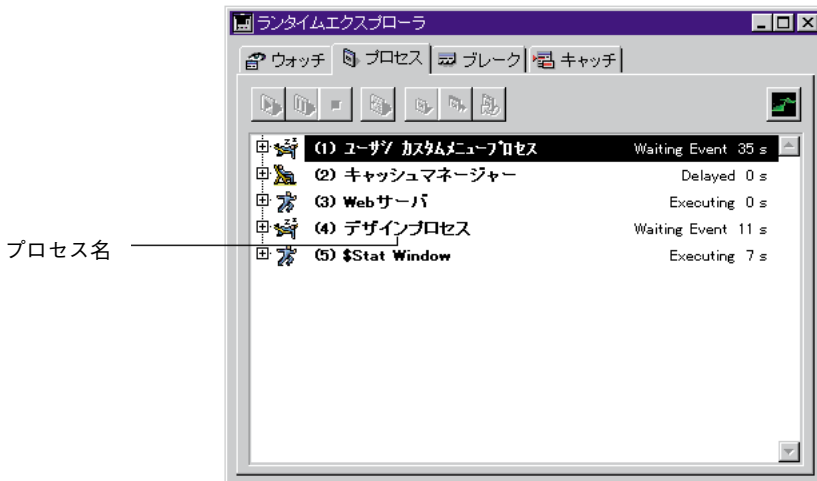 ランタイムエクスプローラ
ウォッチ プロセス ブレーク キャッチ
(1) ユーザ/ カスタムメニュープロセス Waiting Event 35 s
(2) キャッシュマネージャー Delayed 0 s
(3) Webサーバ Executing 0 s
(4) デザインプロセス Waiting Event 11 s
(5) $Stat Window Executing 7 s
プロセス名